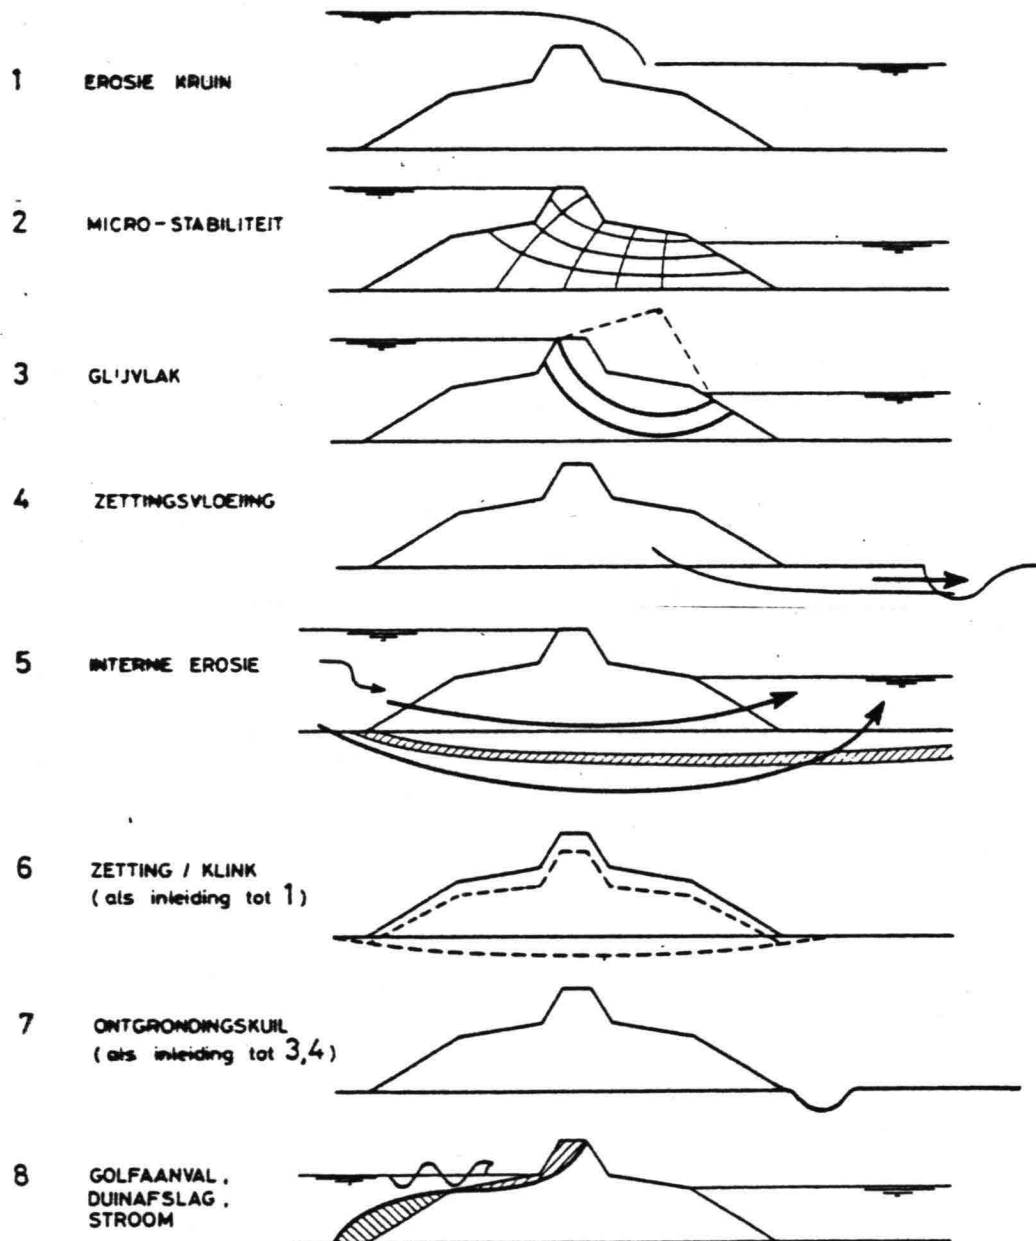 1 EROSIE KRUIN
2 MICRO-STABILITEIT
3 GLIJVLAK
4 ZETTINGSVLOEIING
5 INTERNE EROSIE
6 ZETTING / KLINK
(als inleiding tot 1)
7 ONTGRONDINGSKUIL
(als inleiding tot 3,4)
8 GOLFAANVAL,
DUINAFSLAG,
STROOM